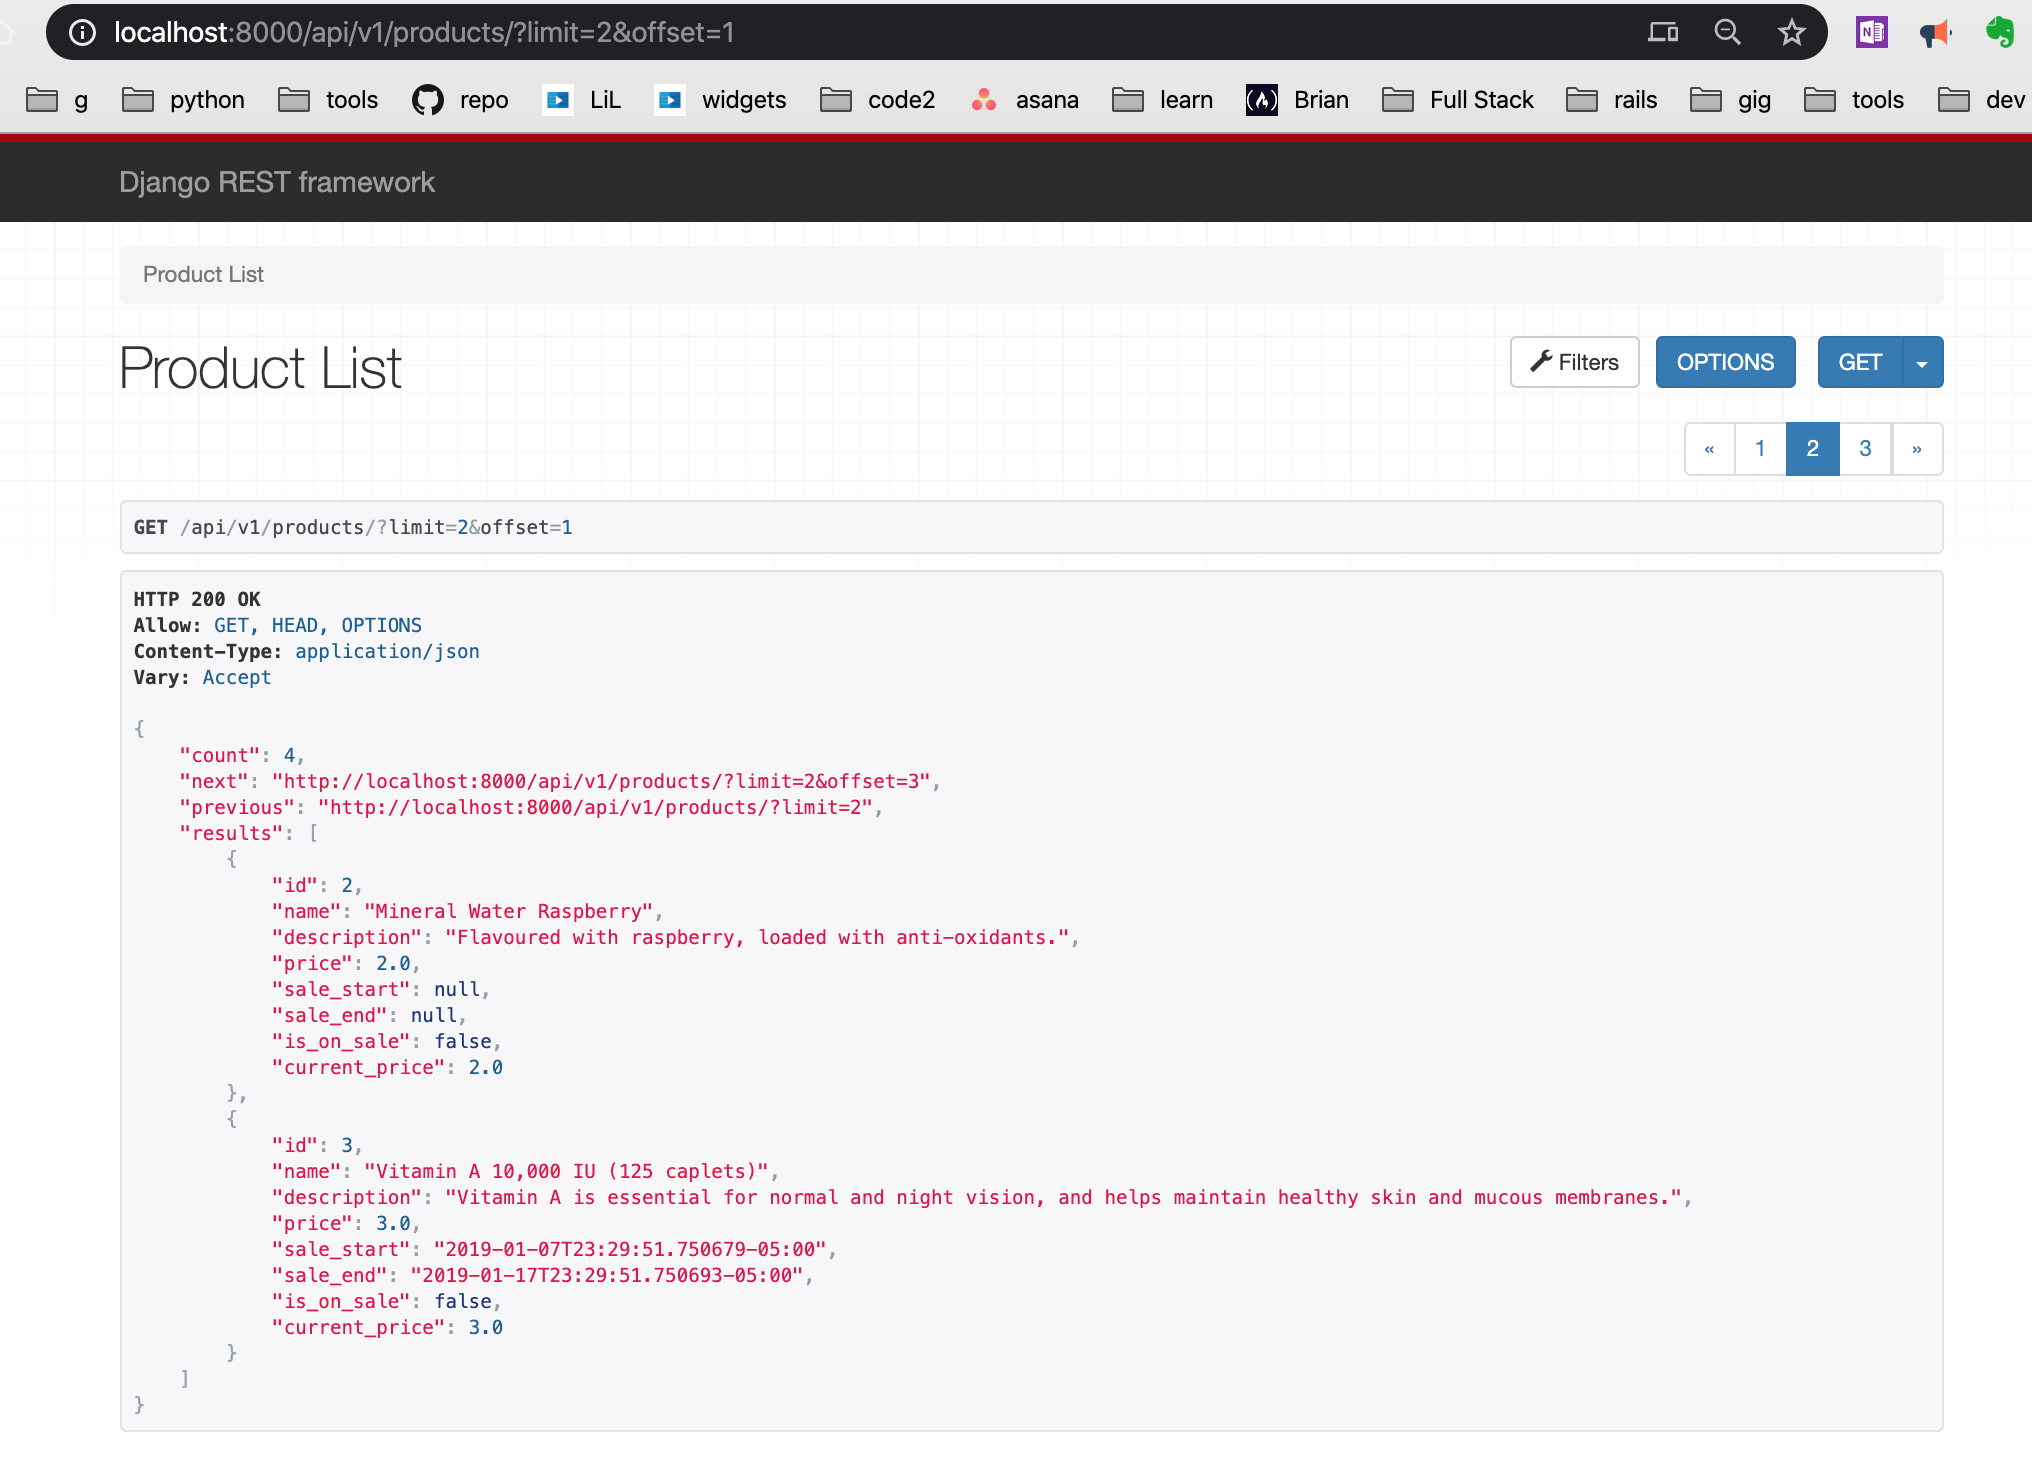 localhost:8000/api/v1/products/?limit=2&offset=1
g python tools repo LiL widgets code2 asana learn Brian Full Stack rails gig tools dev
Django REST framework
Product List
Product List
Filters OPTIONS GET
« 1 2 3 »
GET /api/v1/products/?limit=2&offset=1
HTTP 200 OK
Allow: GET, HEAD, OPTIONS
Content-Type: application/json
Vary: Accept
{
    "count": 4,
    "next": "http://localhost:8000/api/v1/products/?limit=2&offset=3",
    "previous": "http://localhost:8000/api/v1/products/?limit=2",
    "results": [
        {
            "id": 2,
            "name": "Mineral Water Raspberry",
            "description": "Flavoured with raspberry, loaded with anti-oxidants.",
            "price": 2.0,
            "sale_start": null,
            "sale_end": null,
            "is_on_sale": false,
            "current_price": 2.0
        },
        {
            "id": 3,
            "name": "Vitamin A 10,000 IU (125 caplets)",
            "description": "Vitamin A is essential for normal and night vision, and helps maintain healthy skin and mucous membranes.",
            "price": 3.0,
            "sale_start": "2019-01-07T23:29:51.750679-05:00",
            "sale_end": "2019-01-17T23:29:51.750693-05:00",
            "is_on_sale": false,
            "current_price": 3.0
        }
    ]
}